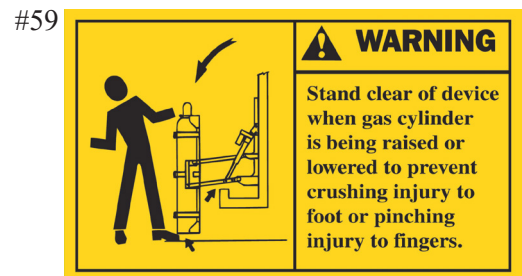 #59
WARNING
Stand clear of device
when gas cylinder
is being raised or
lowered to prevent
crushing injury to
foot or pinching
injury to fingers.